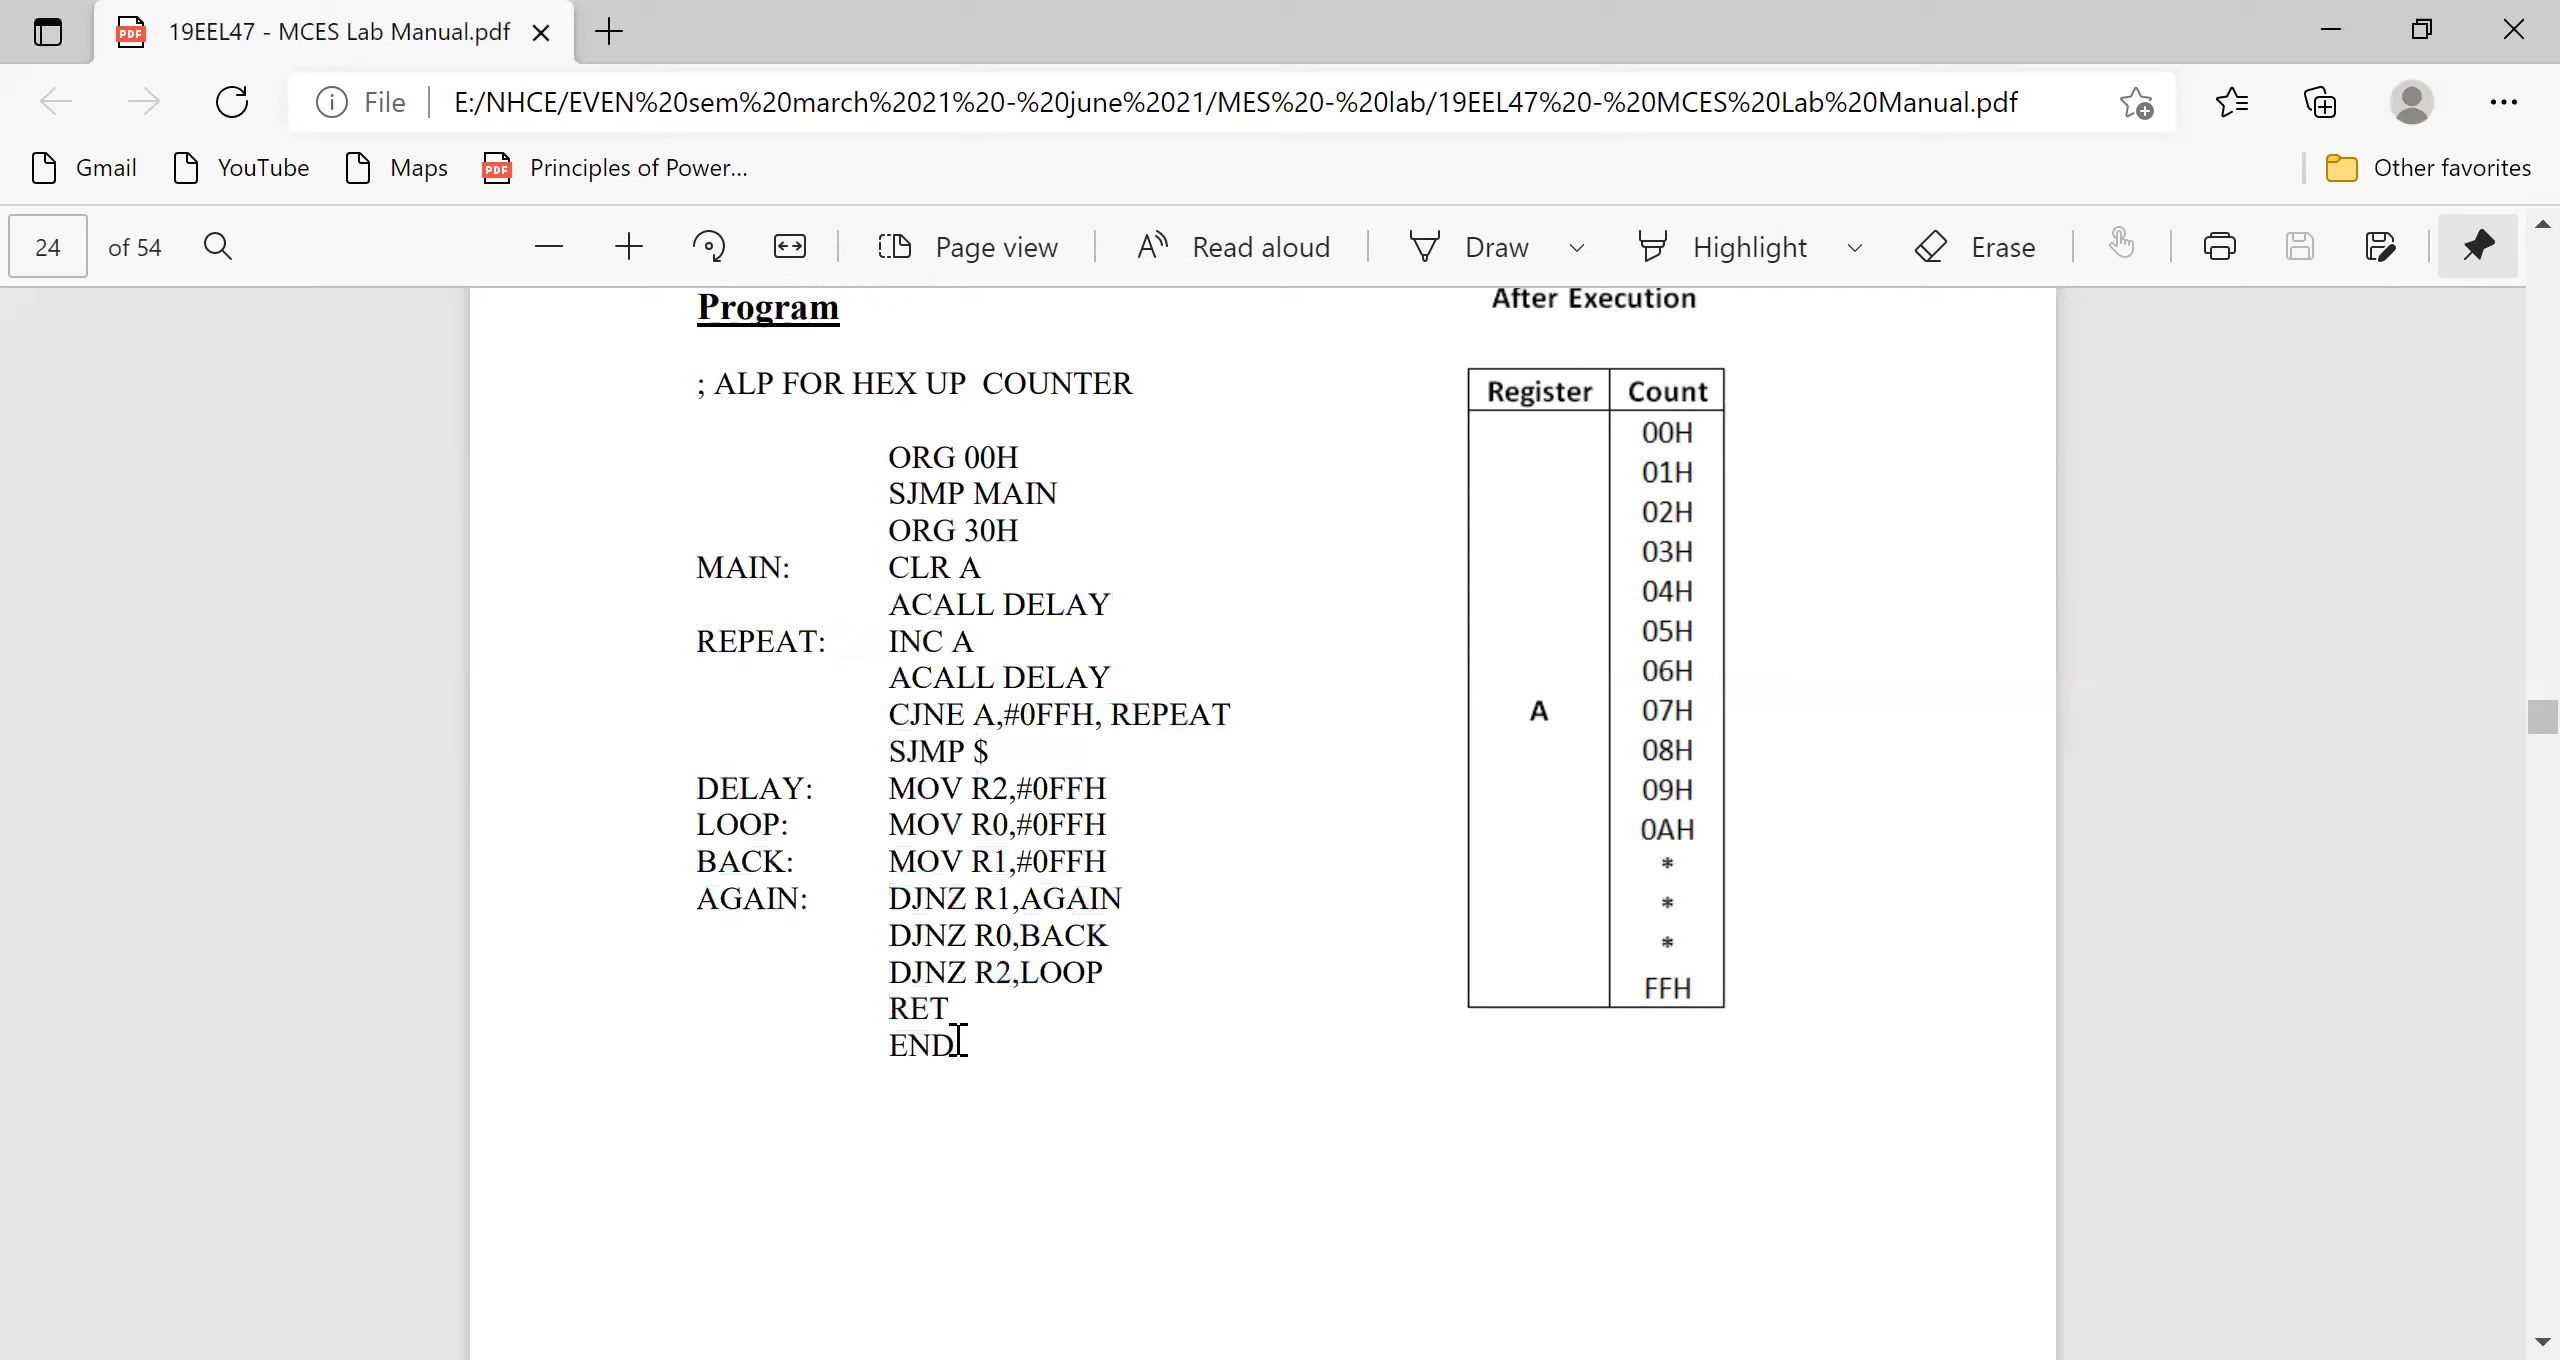 19EEL47 - MCES Lab Manual.pdf
File
E:/NHCE/EVEN%20sem%20march%2021%20-%20june%2021/MES%20-%20lab/19EEL47%20-%20MCES%20Lab%20Manual.pdf
Gmail YouTube Maps PDF Principles of Power... Other favorites
24 of 54 Page view Read aloud Draw Highlight Erase
Program
; ALP FOR HEX UP COUNTER
ORG 00H
SJMP MAIN
ORG 30H
MAIN: CLR A
ACALL DELAY
REPEAT: INC A
ACALL DELAY
CJNE A,#0FFH, REPEAT
SJMP $
DELAY: MOV R2,#0FFH
LOOP: MOV R0,#0FFH
BACK: MOV R1,#0FFH
AGAIN: DJNZ R1,AGAIN
DJNZ R0,BACK
DJNZ R2,LOOP
RET
END
After Execution
Register Count
00H
01H
02H
03H
04H
05H
06H
A 07H
08H
09H
0AH
*
*
*
FFH